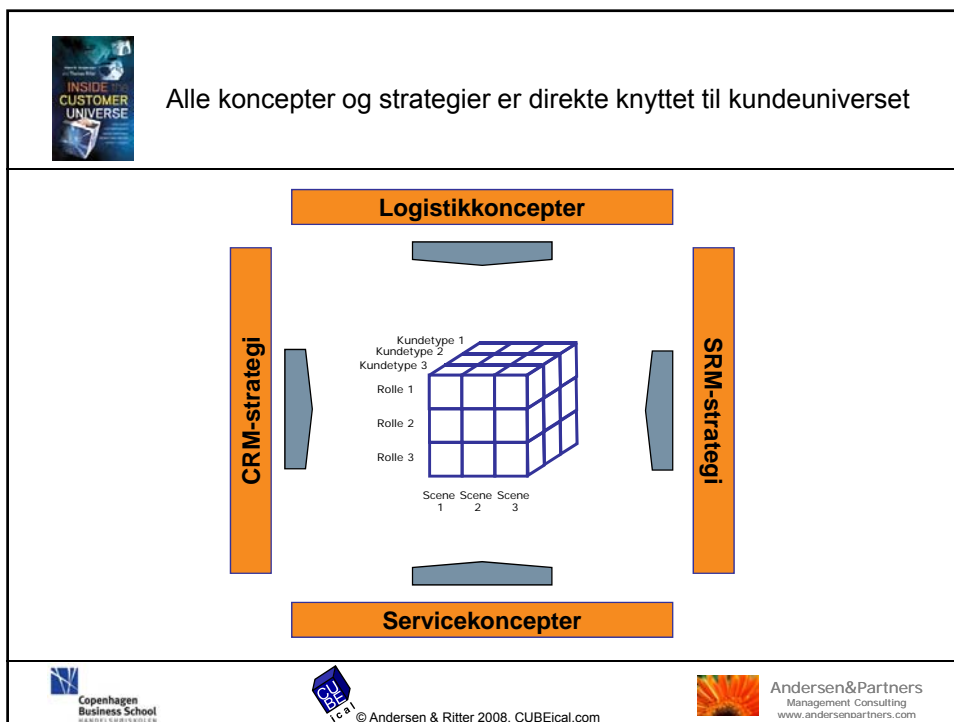 INSIDE the
CUSTOMER
UNIVERSE
Alle koncepter og strategier er direkte knyttet til kundeuniverset
Logistikkoncepter
CRM-strategi
Kundetype 1
Kundetype 2
Kundetype 3
Rolle 1
Rolle 2
Rolle 3
Scene Scene Scene
1 2 3
SRM-strategi
Servicekoncepter
Copenhagen
Business School
HANDELSHØJSKOLEN
CUBE
ical
© Andersen & Ritter 2008, CUBEical.com
Andersen&Partners
Management Consulting
www.andersenpartners.com